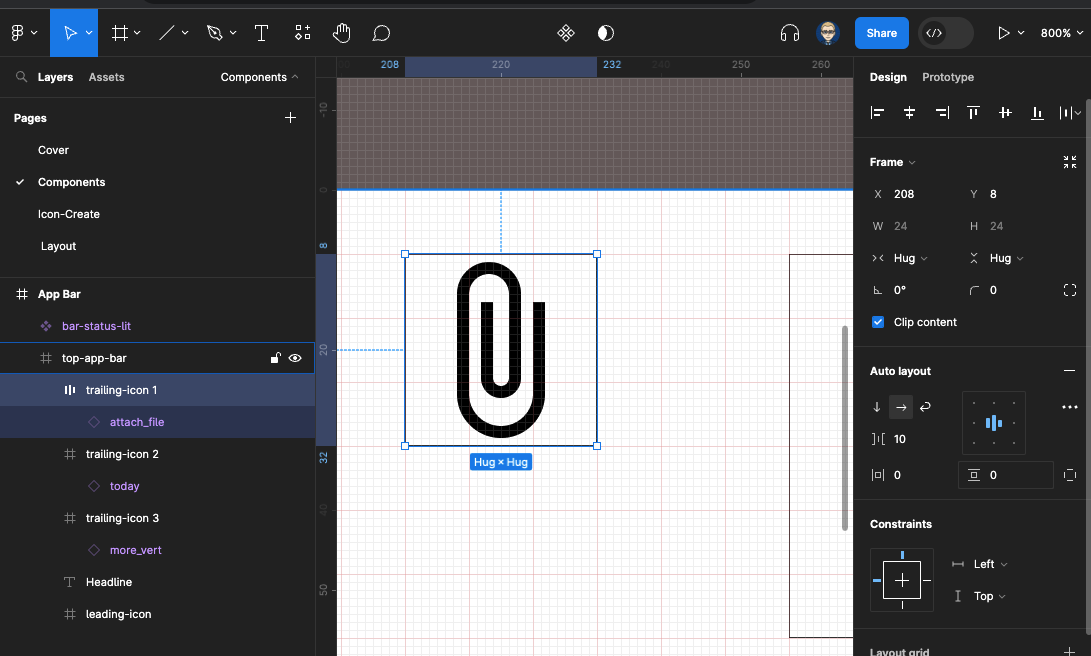 Share
800%
Layers
Assets
Components
Pages
Cover
Components
Icon-Create
Layout
App Bar
bar-status-lit
top-app-bar
trailing-icon 1
attach_file
trailing-icon 2
today
trailing-icon 3
more_vert
Headline
leading-icon
208
220
232
240
250
260
-10
0
8
20
32
40
50
Hug × Hug
Design
Prototype
Frame
X 208 Y 8
W 24 H 24
Hug Hug
0° 0
Clip content
Auto layout
10
0 0
Constraints
Left
Top
Layout grid